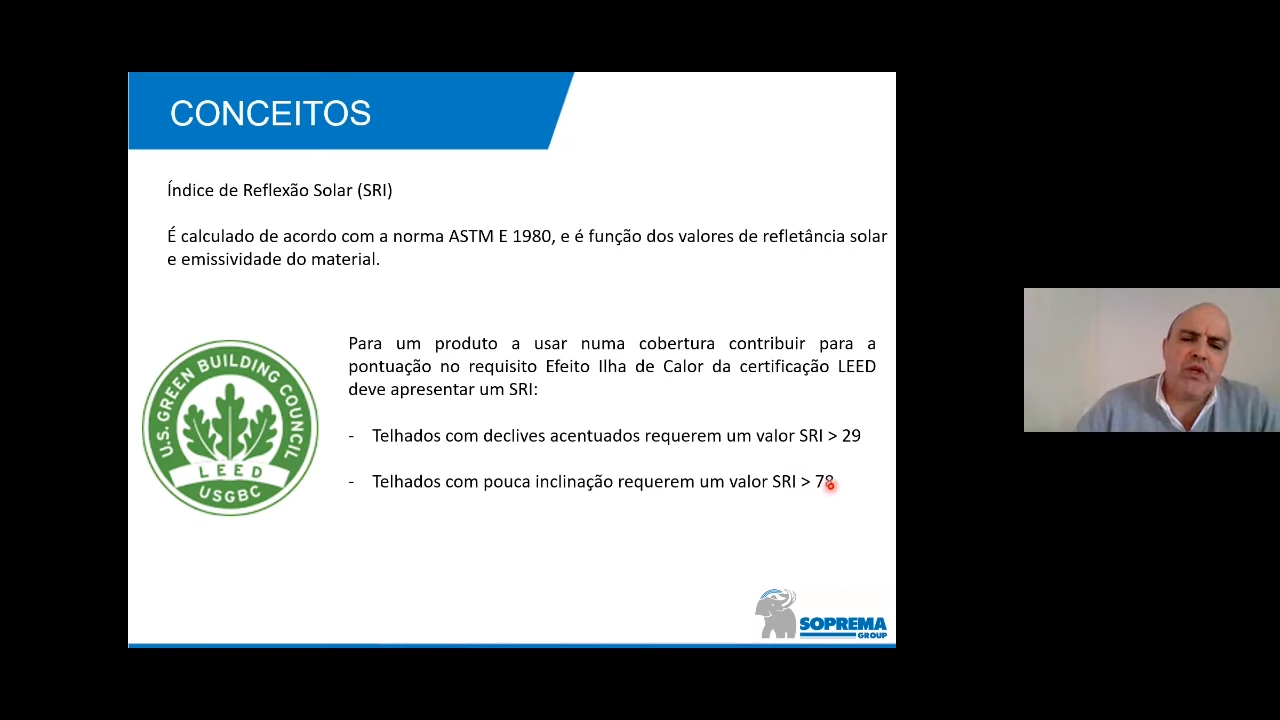 CONCEITOS
Índice de Reflexão Solar (SRI)
É calculado de acordo com a norma ASTM E 1980, e é função dos valores de refletância solar
e emissividade do material.
Para um produto a usar numa cobertura contribuir para a
pontuação no requisito Efeito Ilha de Calor da certificação LEED
deve apresentar um SRI:
- Telhados com declives acentuados requerem um valor SRI > 29
- Telhados com pouca inclinação requerem um valor SRI > 78
U.S. GREEN BUILDING COUNCIL
LEED
USGBC
SOPREMA
GROUP